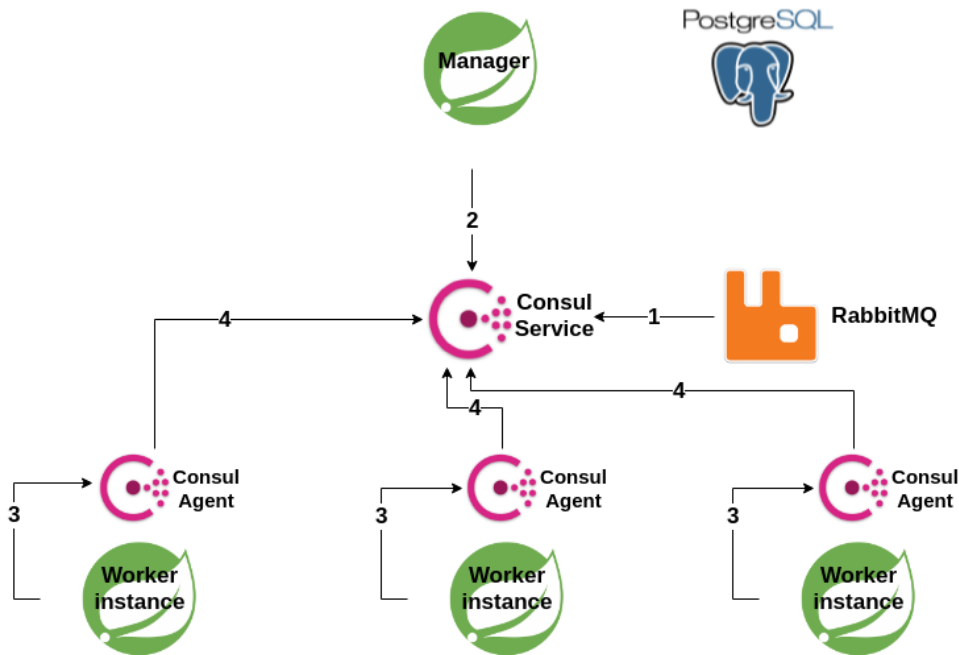 PostgreSQL
Manager
2
Consul
Service
1
RabbitMQ
4
4
4
Consul
Agent
Consul
Agent
Consul
Agent
3
3
3
Worker
instance
Worker
instance
Worker
instance